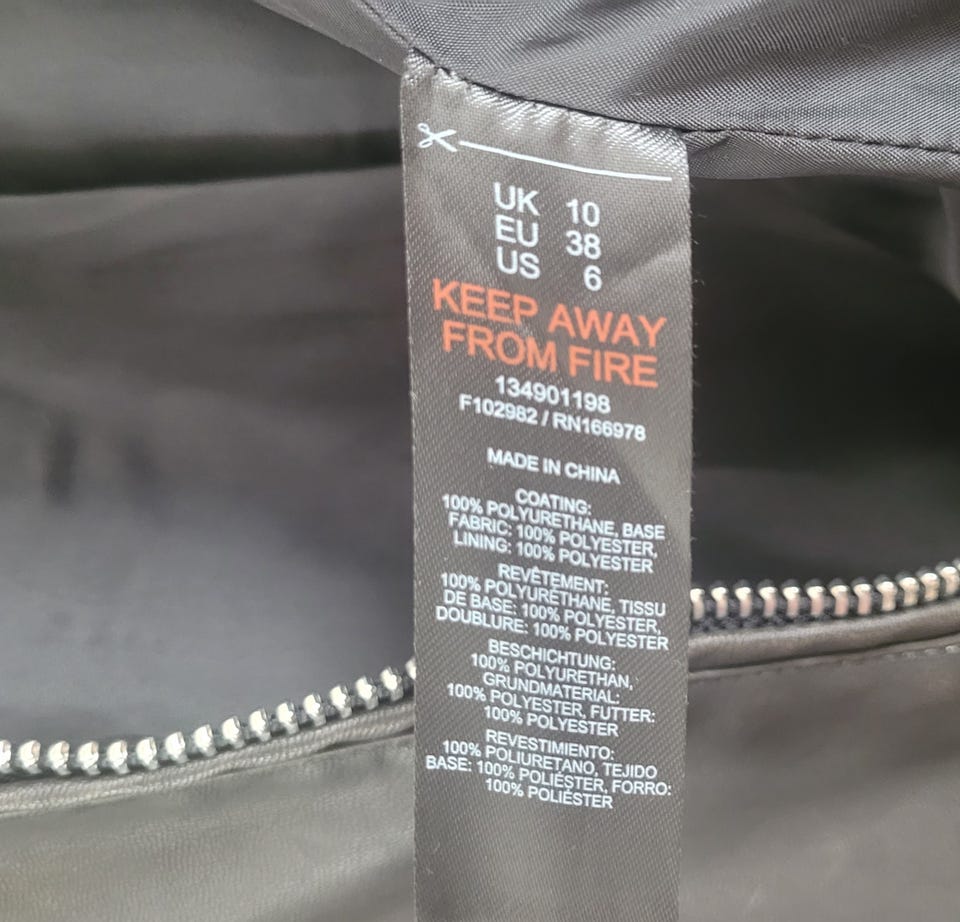 UK 10
EU 38
US 6
KEEP AWAY
FROM FIRE
134901198
F102982 / RN166978
MADE IN CHINA
COATING:
100% POLYURETHANE, BASE
FABRIC: 100% POLYESTER,
LINING: 100% POLYESTER
REVÊTEMENT:
100% POLYURÉTHANE, TISSU
DE BASE: 100% POLYESTER,
DOUBLURE: 100% POLYESTER
BESCHICHTUNG:
100% POLYURETHAN,
GRUNDMATERIAL:
100% POLYESTER, FUTTER:
100% POLYESTER
REVESTIMIENTO:
100% POLIURETANO, TEJIDO
BASE: 100% POLIÉSTER, FORRO:
100% POLIÉSTER